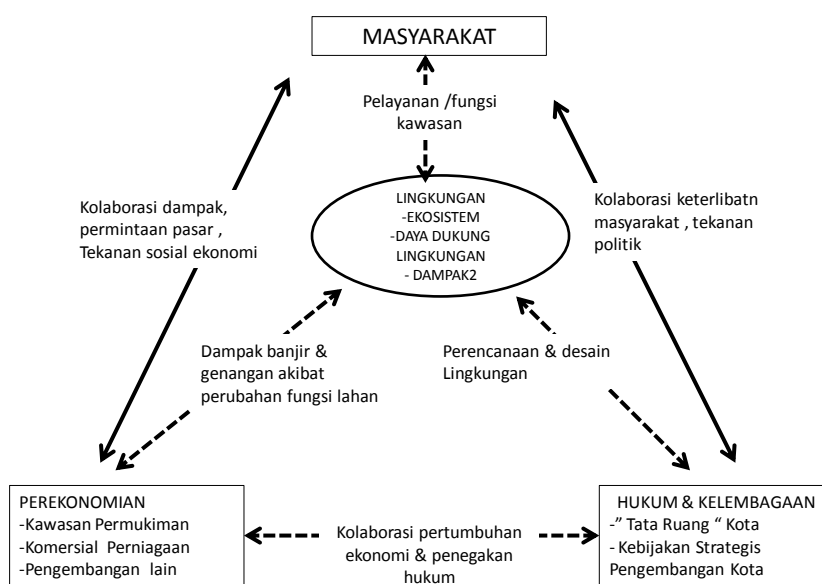 MASYARAKAT
Pelayanan /fungsi
kawasan
Kolaborasi dampak,
permintaan pasar ,
Tekanan sosial ekonomi
LINGKUNGAN
-EKOSISTEM
-DAYA DUKUNG
LINGKUNGAN
- DAMPAK2
Kolaborasi keterlibatn
masyarakat , tekanan
politik
Dampak banjir &
genangan akibat
perubahan fungsi lahan
Perencanaan & desain
Lingkungan
PEREKONOMIAN
-Kawasan Permukiman
-Komersial Perniagaan
-Pengembangan lain
Kolaborasi pertumbuhan
ekonomi & penegakan
hukum
HUKUM & KELEMBAGAAN
-” Tata Ruang “ Kota
- Kebijakan Strategis
Pengembangan Kota